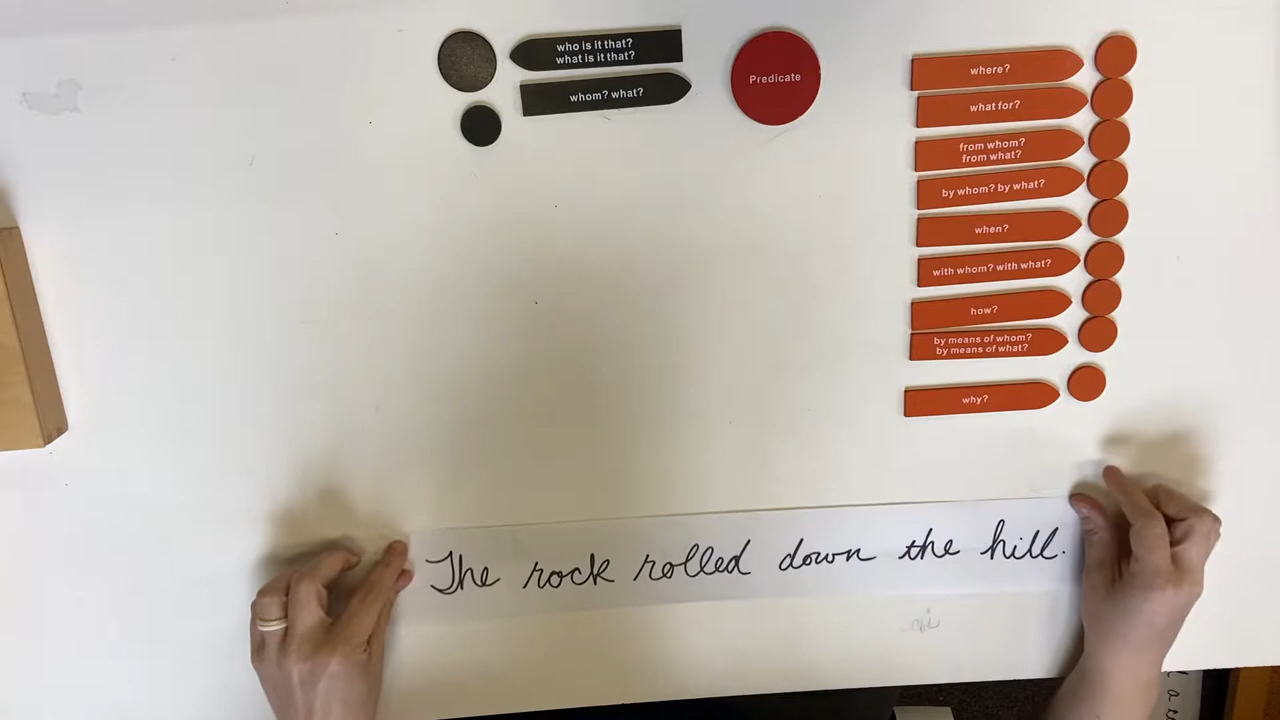 who is it that?
what is it that?
whom? what?
Predicate
where?
what for?
from whom?
from what?
by whom? by what?
when?
with whom? with what?
how?
by means of whom?
by means of what?
why?
The rock rolled down the hill.